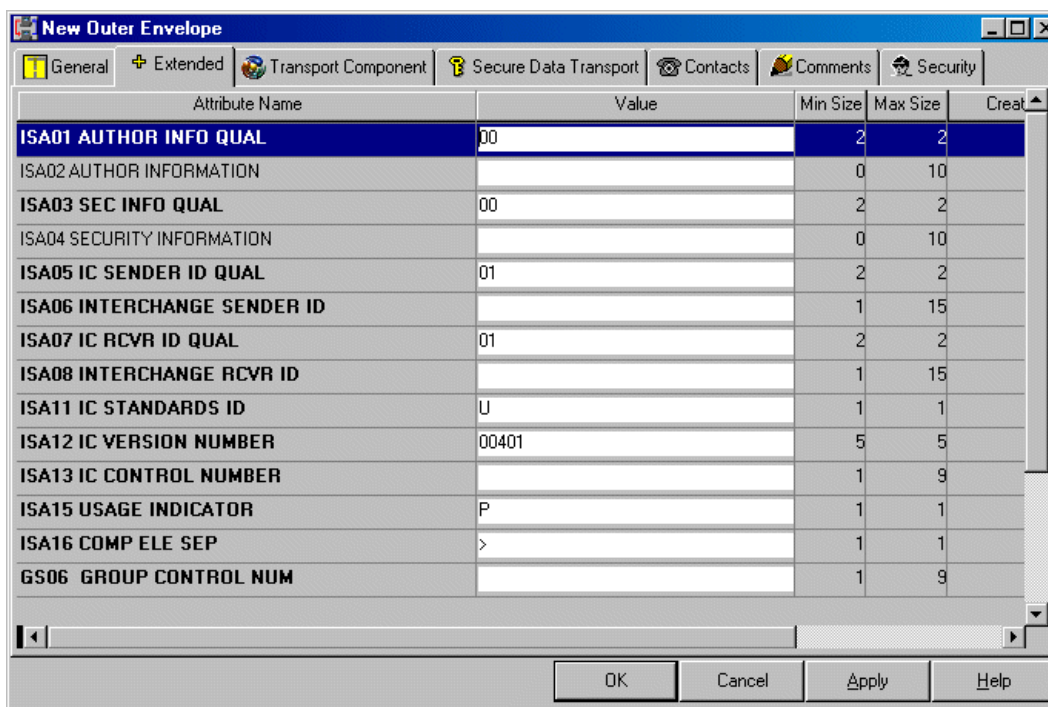 New Outer Envelope
General Extended Transport Component Secure Data Transport Contacts Comments Security
Attribute Name Value Min Size Max Size Creat
ISA01 AUTHOR INFO QUAL 00 2 2
ISA02 AUTHOR INFORMATION 0 10
ISA03 SEC INFO QUAL 00 2 2
ISA04 SECURITY INFORMATION 0 10
ISA05 IC SENDER ID QUAL 01 2 2
ISA06 INTERCHANGE SENDER ID 1 15
ISA07 IC RCVR ID QUAL 01 2 2
ISA08 INTERCHANGE RCVR ID 1 15
ISA11 IC STANDARDS ID U 1 1
ISA12 IC VERSION NUMBER 00401 5 5
ISA13 IC CONTROL NUMBER 1 9
ISA15 USAGE INDICATOR P 1 1
ISA16 COMP ELE SEP > 1 1
GS06 GROUP CONTROL NUM 1 9
OK Cancel Apply Help